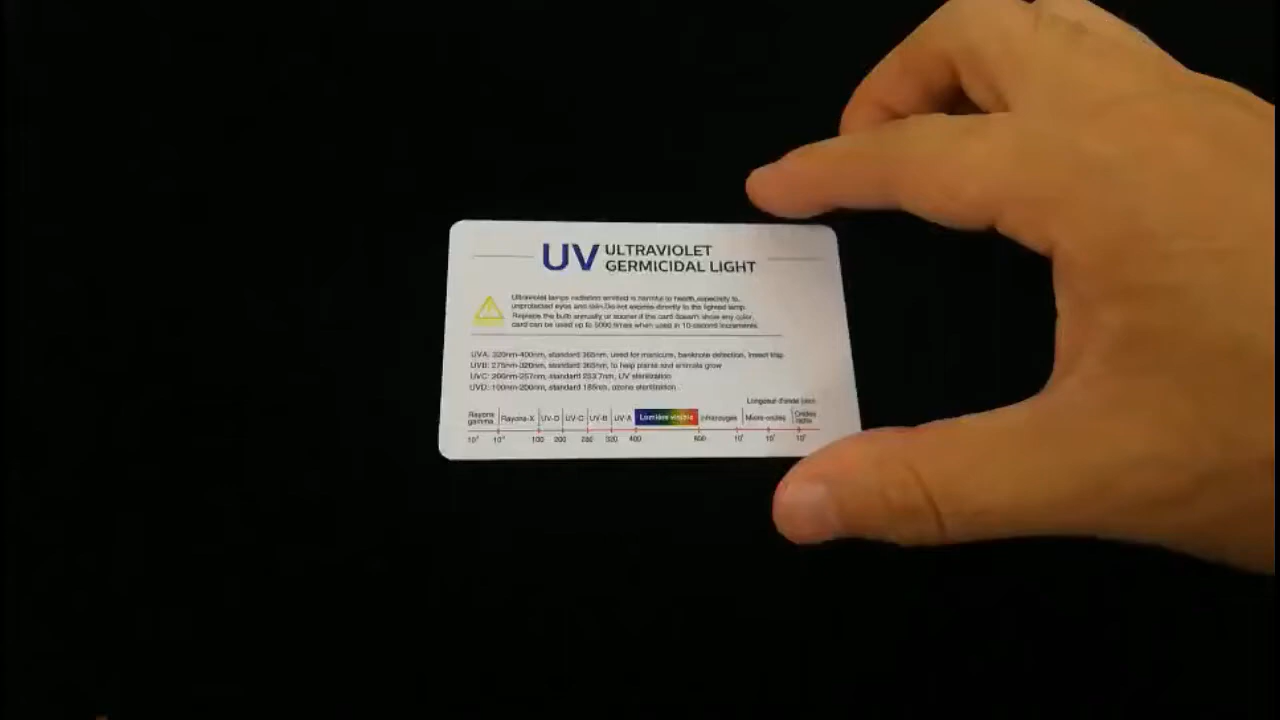 UV ULTRAVIOLET
GERMICIDAL LIGHT
Ultraviolet lamps radiation emitted is harmful to health,especially to,
unprotected eyes and skin.Do not expose directly to the lighted lamp.
Replace the bulb annually or sooner if the card doesn't show any color,
card can be used up to 5000 times when used in 10-second increments.
UVA: 320nm-400nm, standard 365nm, used for manicure, banknote detection, insect trap
UVB: 275nm-320nm, standard 365nm, to help plants and animals grow
UVC: 200nm-257nm, standard 253.7nm, UV sterilization
UVD: 100nm-200nm, standard 185nm, ozone sterilization
Longueur d'onde (nm)
Rayons gamma Rayons-X UV-D UV-C UV-B UV-A Lumière visible Infrarouges Micro-ondes Ondes radio
100 200 280 400